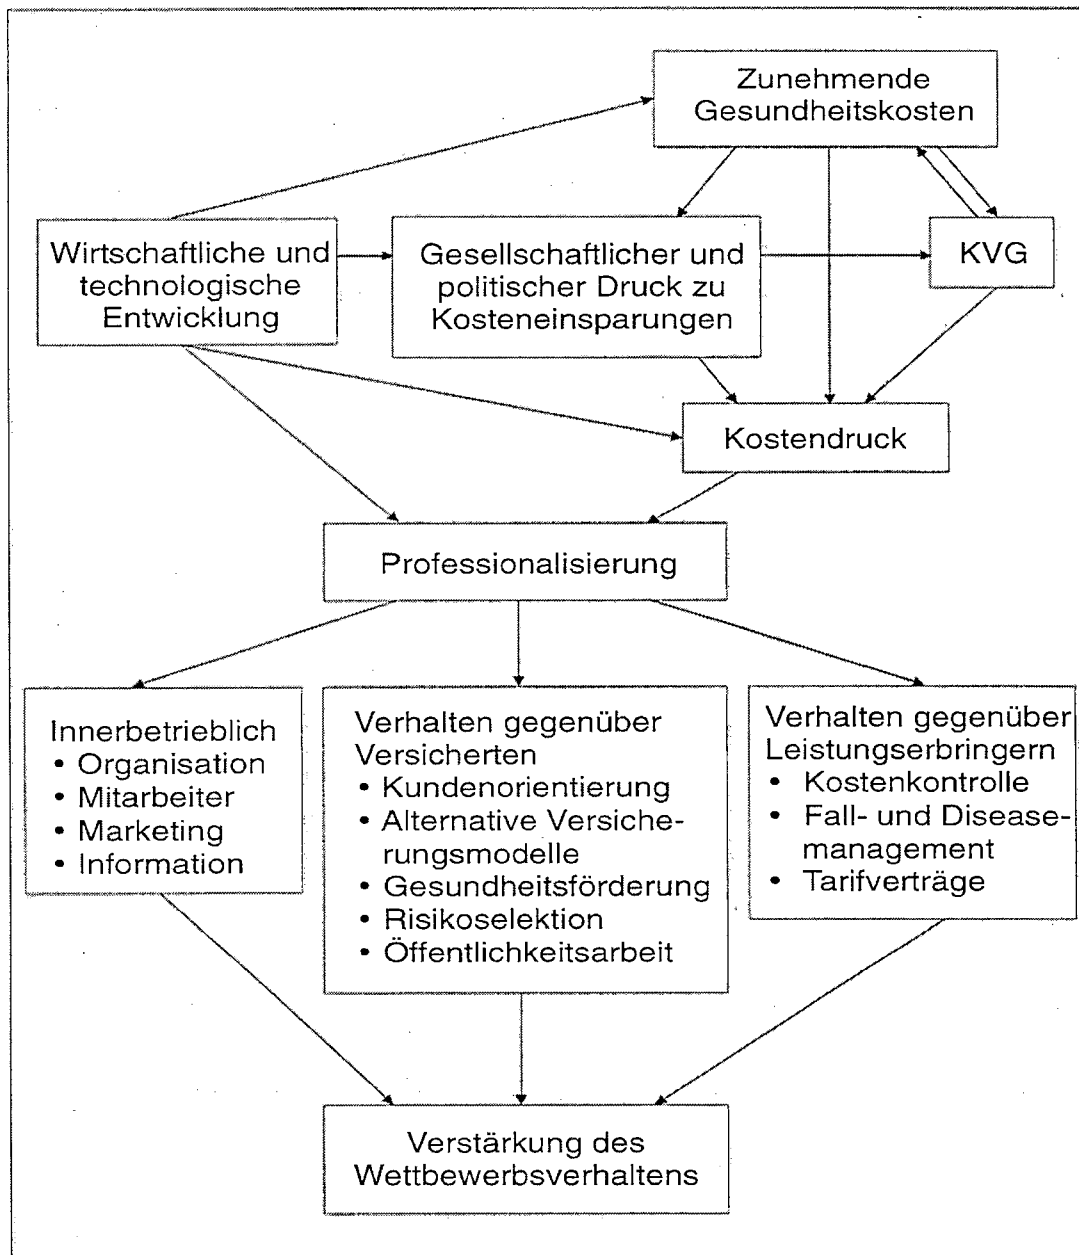 Zunehmende
Gesundheitskosten
Wirtschaftliche und
technologische
Entwicklung
Gesellschaftlicher und
politischer Druck zu
Kosteneinsparungen
KVG
Kostendruck
Professionalisierung
Innerbetrieblich
• Organisation
• Mitarbeiter
• Marketing
• Information
Verhalten gegenüber
Versicherten
• Kundenorientierung
• Alternative Versiche-
rungsmodelle
• Gesundheitsförderung
• Risikoselektion
• Öffentlichkeitsarbeit
Verhalten gegenüber
Leistungserbringern
• Kostenkontrolle
• Fall- und Disease-
management
• Tarifverträge
Verstärkung des
Wettbewerbsverhaltens